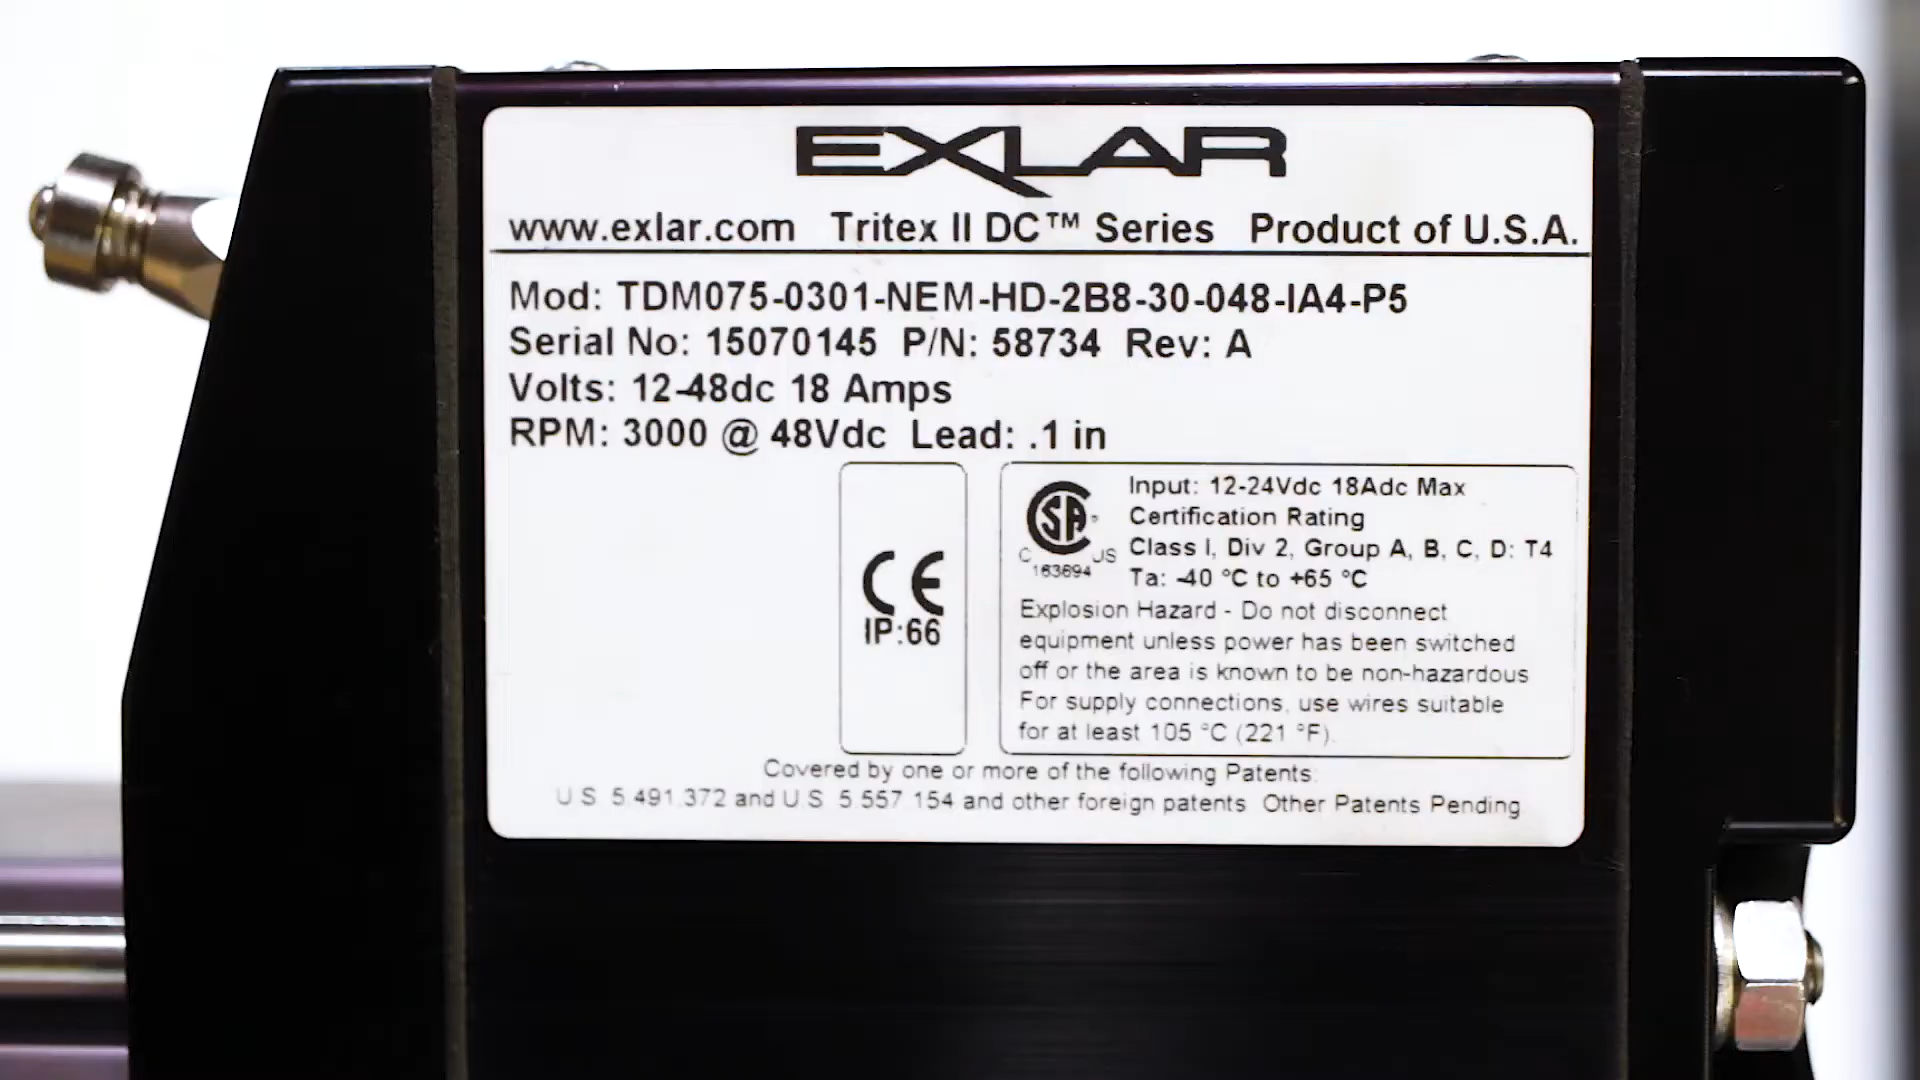 EXLAR
www.exlar.com Tritex II DC™ Series Product of U.S.A.
Mod: TDM075-0301-NEM-HD-2B8-30-048-IA4-P5
Serial No: 15070145 P/N: 58734 Rev: A
Volts: 12-48dc 18 Amps
RPM: 3000 @ 48Vdc Lead: .1 in
CE
IP:66
CSA
C US
163694
Input: 12-24Vdc 18Adc Max
Certification Rating
Class I, Div 2, Group A, B, C, D: T4
Ta: -40 °C to +65 °C
Explosion Hazard - Do not disconnect
equipment unless power has been switched
off or the area is known to be non-hazardous
For supply connections, use wires suitable
for at least 105 °C (221 °F).
Covered by one or more of the following Patents:
U.S. 5,491,372 and U.S. 5,557,154 and other foreign patents Other Patents Pending